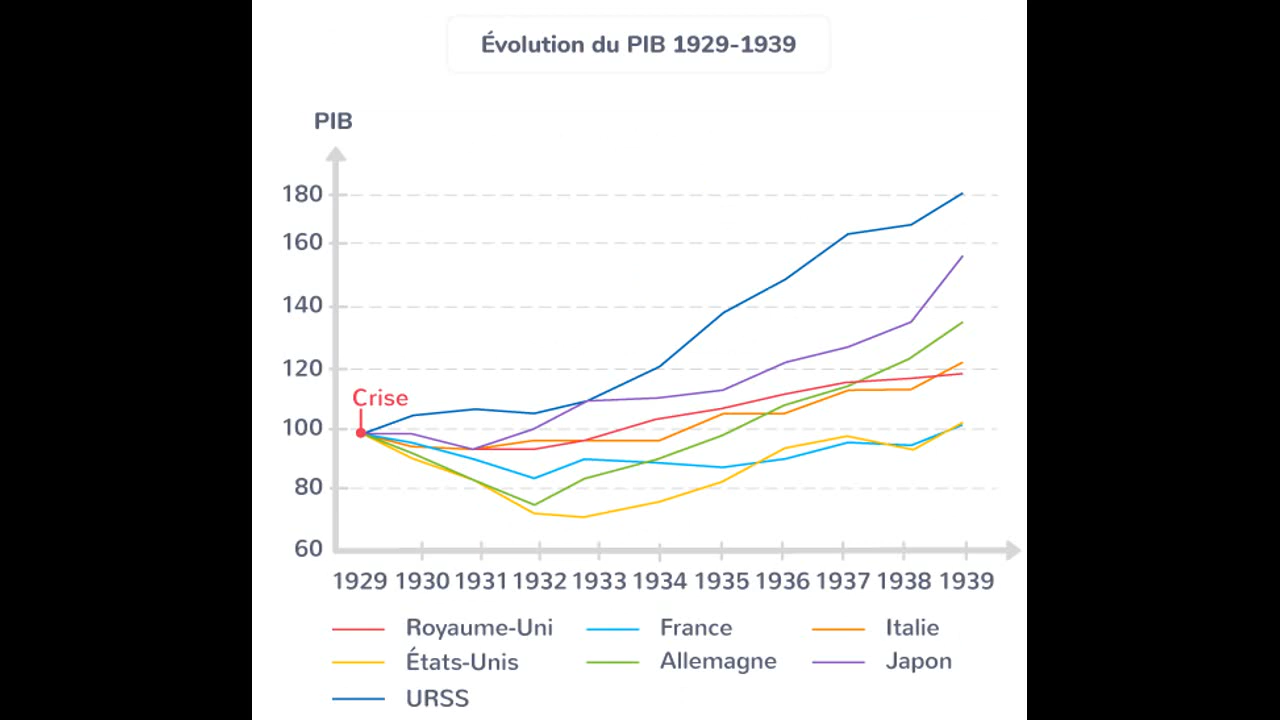 Évolution du PIB 1929-1939
PIB
180
160
140
120
Crise
100
80
60
1929 1930 1931 1932 1933 1934 1935 1936 1937 1938 1939
Royaume-Uni France Italie
États-Unis Allemagne Japon
URSS